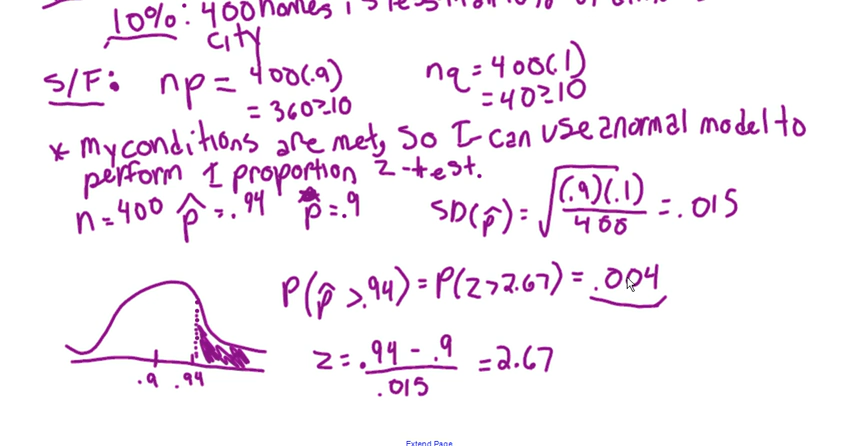 10%: 400 homes is less than 10% of
city
S/F: np = 400(.9) nq = 400(.1)
= 360≥10 = 40≥10
* my conditions are met, so I can use a normal model to
perform 1 proportion z-test.
n=400 p̂=.94 p=.9 SD(p̂)=√((.9)(.1)/400) =.015
P(p̂>.94)=P(z>2.67)= .004
z = (.94 - .9)/.015 = 2.67
.9 .94
Extend Page